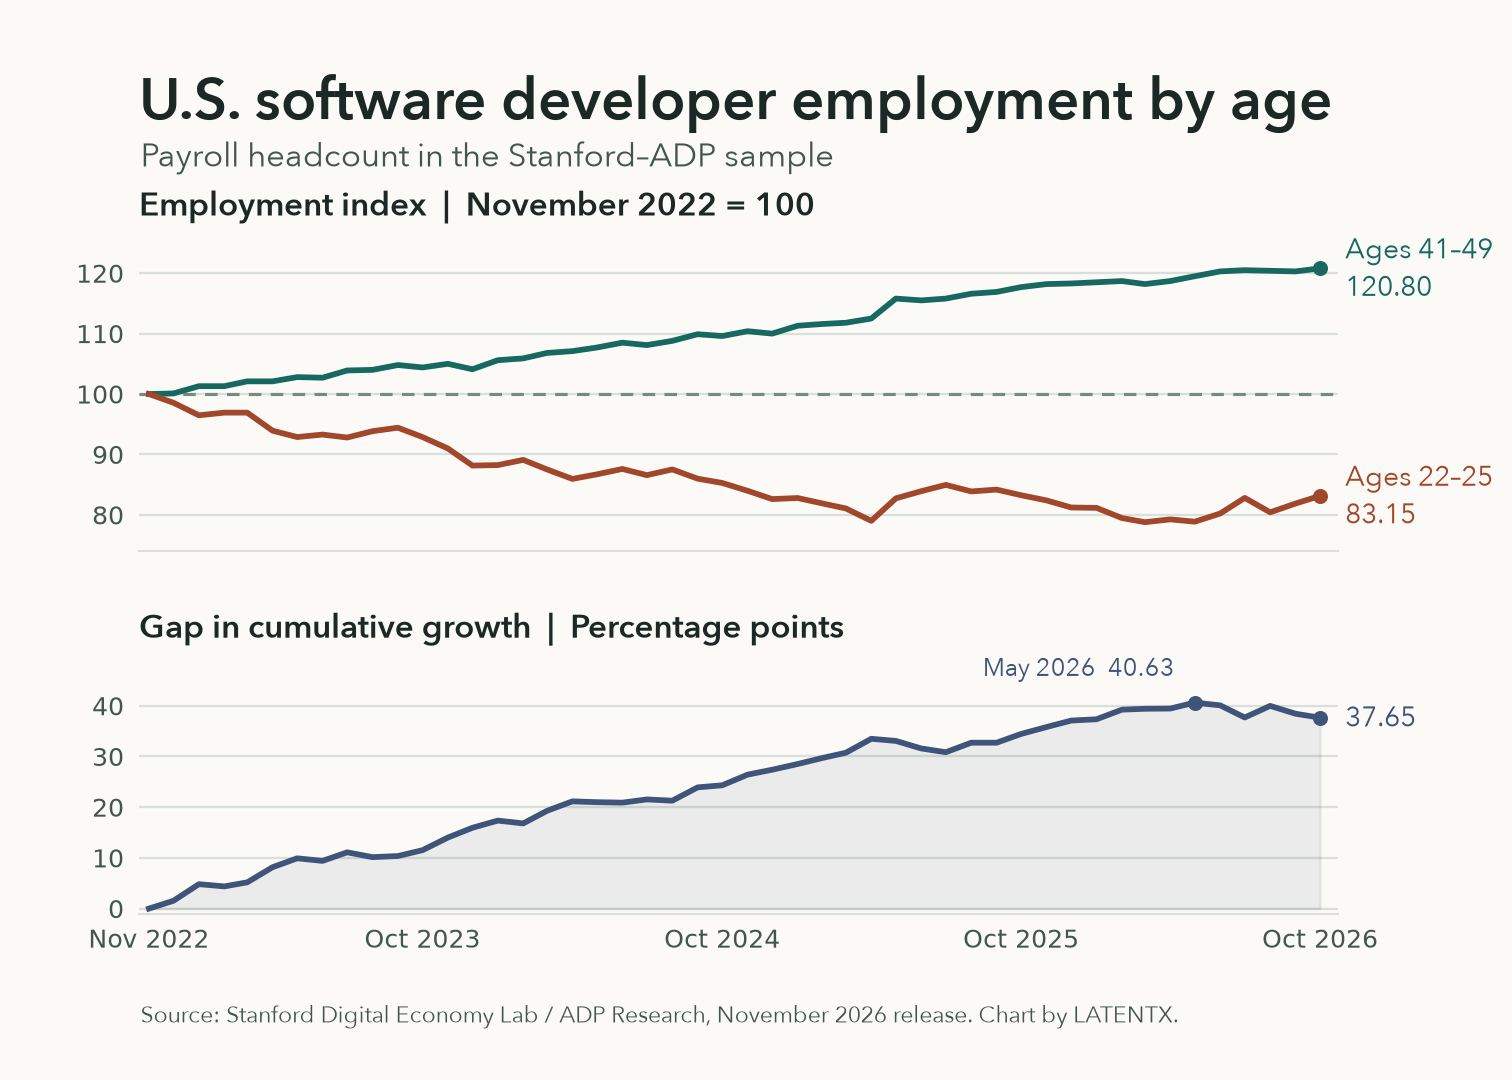 U.S. software developer employment by age
Payroll headcount in the Stanford–ADP sample
Employment index | November 2022 = 100
Ages 41–49
120.80
120
110
100
90
80
Ages 22–25
83.15
Gap in cumulative growth | Percentage points
May 2026 40.63
37.65
40
30
20
10
0
Nov 2022 Oct 2023 Oct 2024 Oct 2025 Oct 2026
Source: Stanford Digital Economy Lab / ADP Research, November 2026 release. Chart by LATENTX.